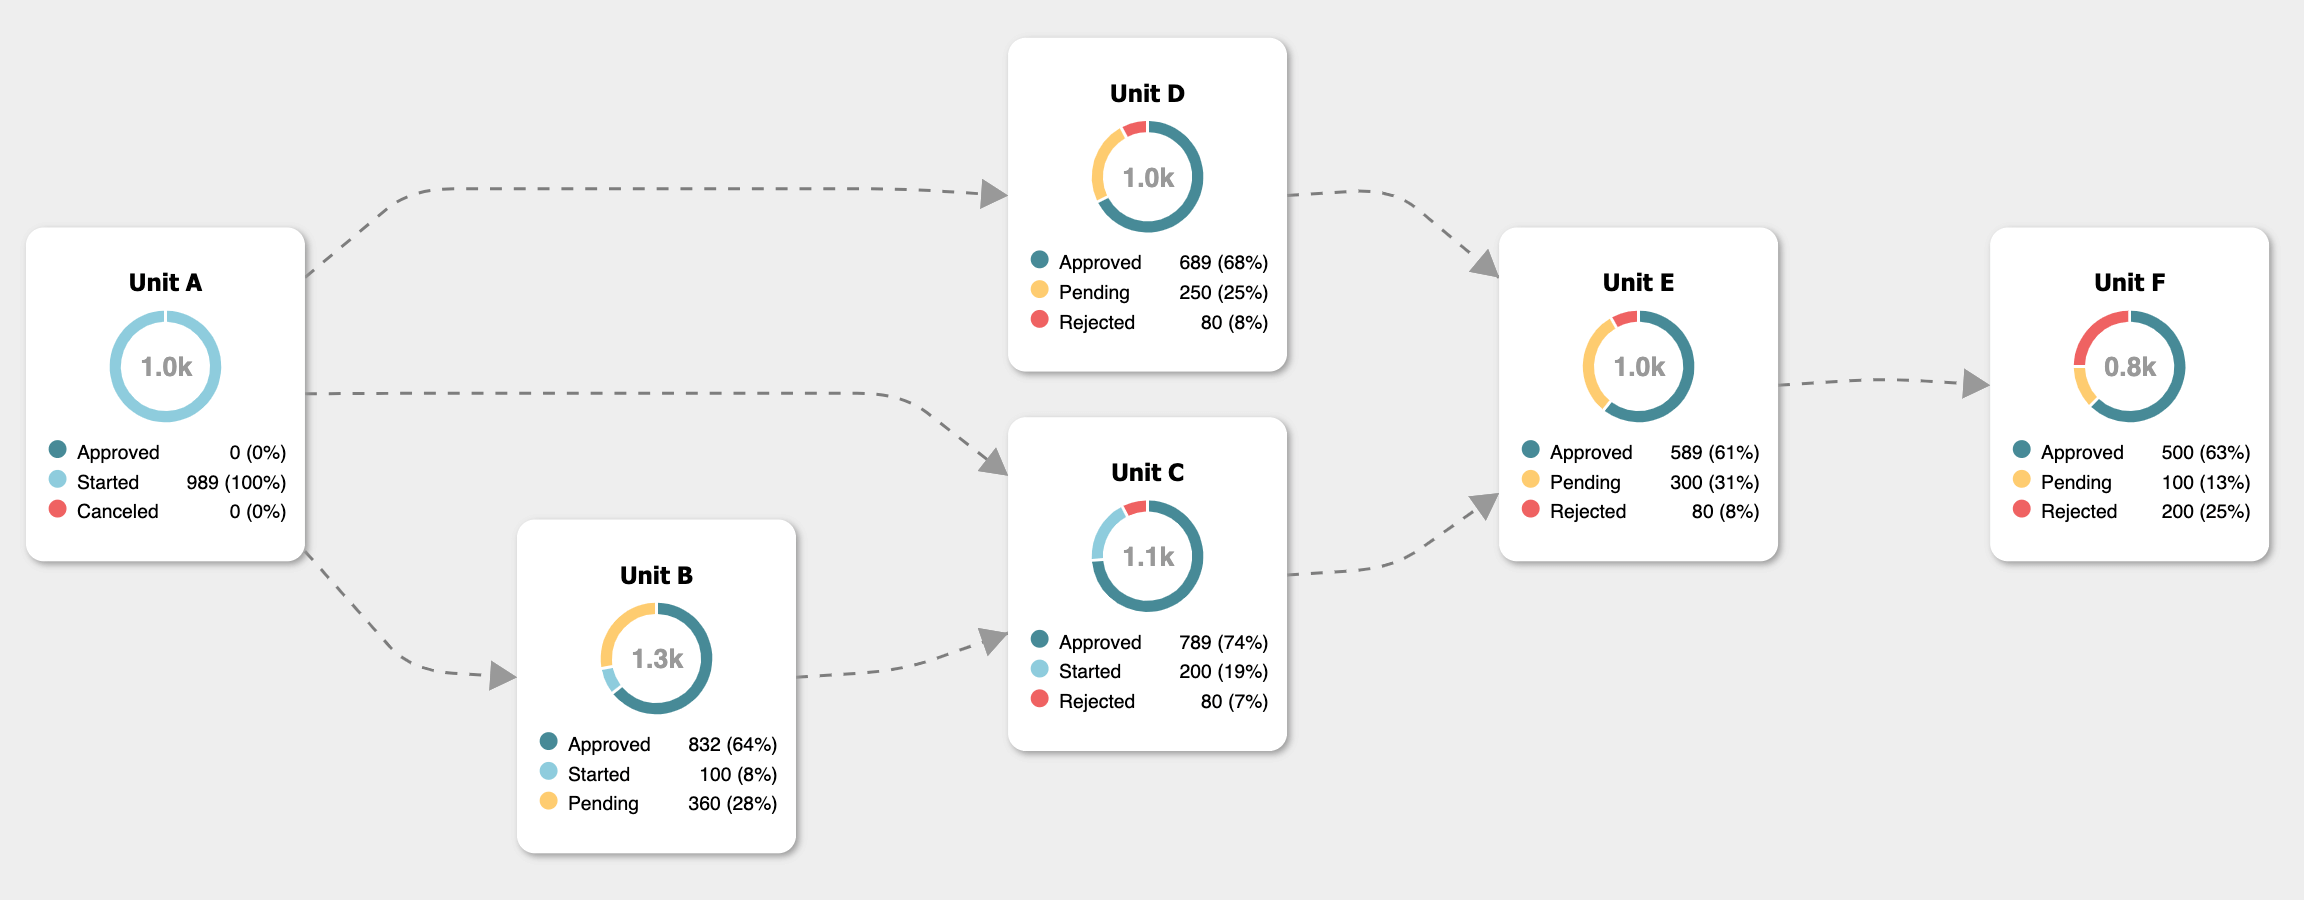 Unit A
1.0k
Approved 0 (0%)
Started 989 (100%)
Canceled 0 (0%)
Unit B
1.3k
Approved 832 (64%)
Started 100 (8%)
Pending 360 (28%)
Unit D
1.0k
Approved 689 (68%)
Pending 250 (25%)
Rejected 80 (8%)
Unit C
1.1k
Approved 789 (74%)
Started 200 (19%)
Rejected 80 (7%)
Unit E
1.0k
Approved 589 (61%)
Pending 300 (31%)
Rejected 80 (8%)
Unit F
0.8k
Approved 500 (63%)
Pending 100 (13%)
Rejected 200 (25%)